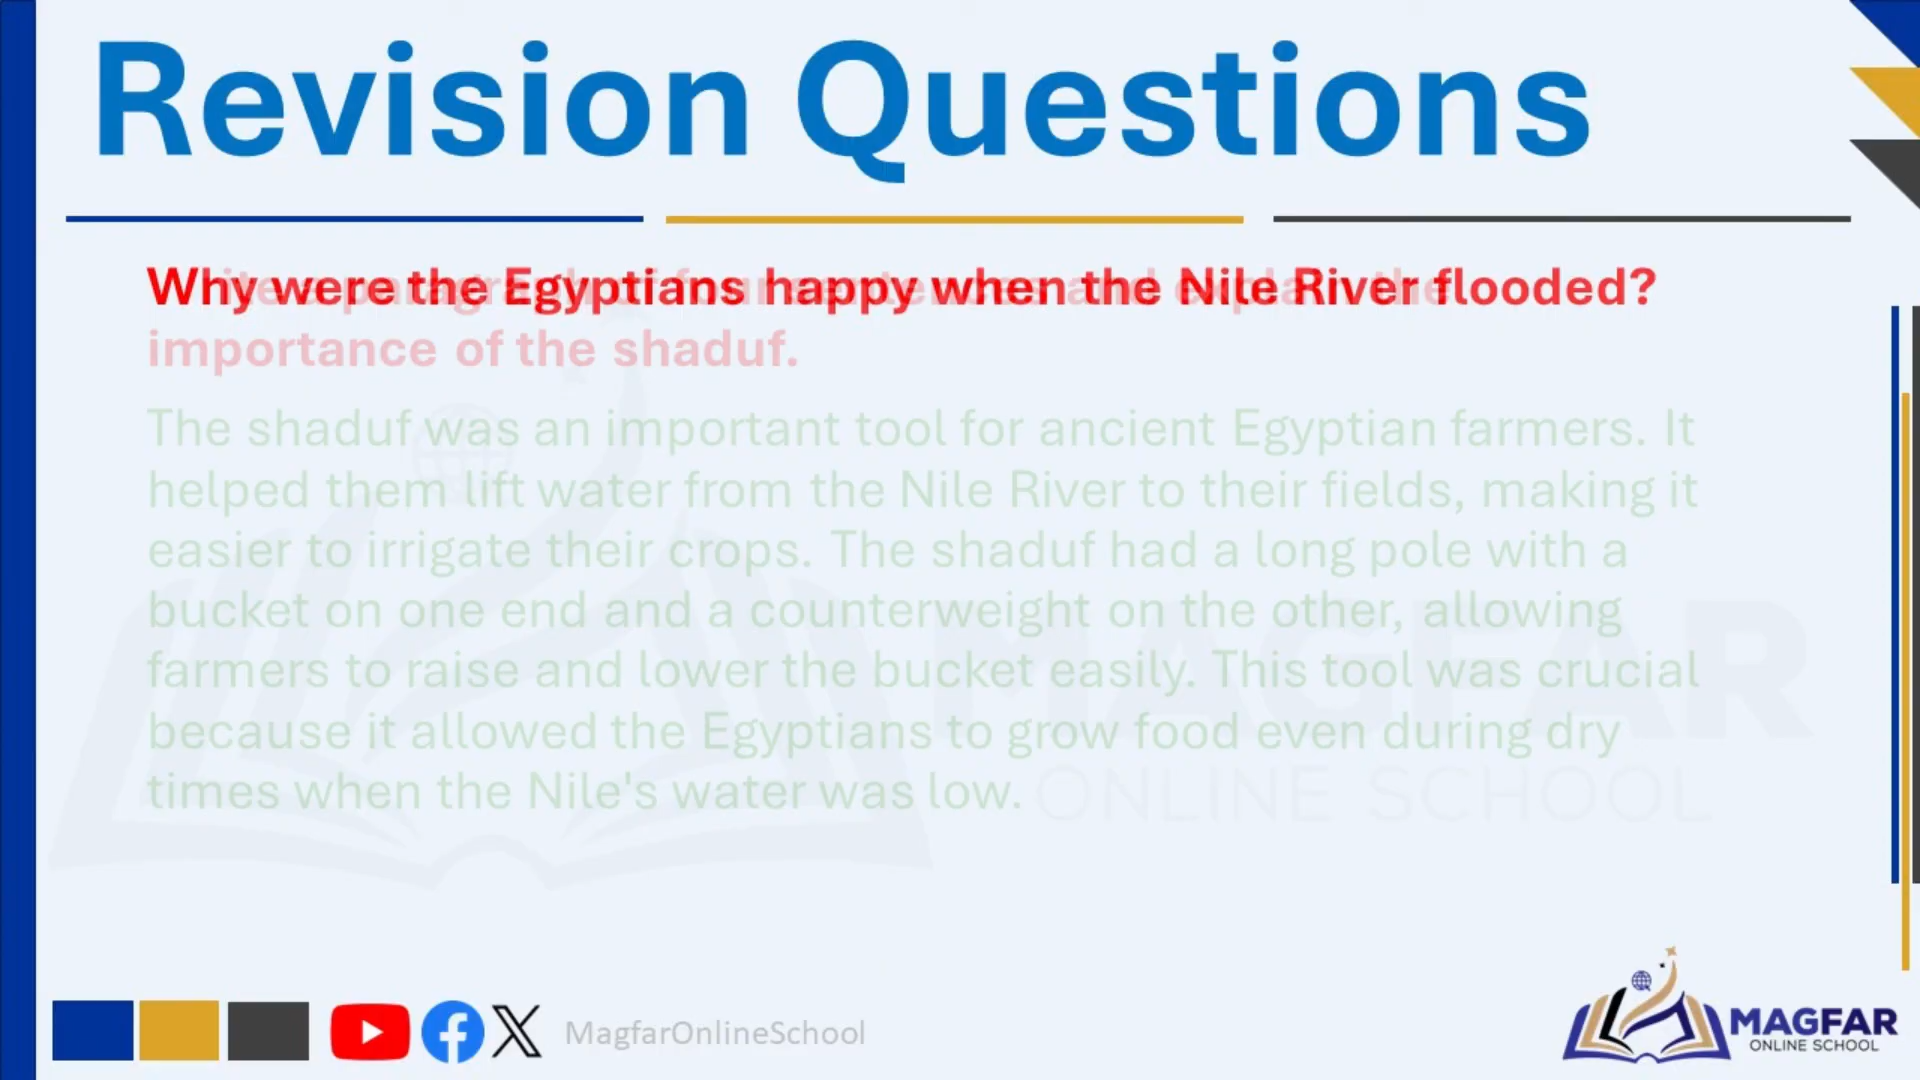 Revision Questions
Why were the Egyptians happy when the Nile River flooded?
importance of the shaduf.
The shaduf was an important tool for ancient Egyptian farmers. It
helped them lift water from the Nile River to their fields, making it
easier to irrigate their crops. The shaduf had a long pole with a
bucket on one end and a counterweight on the other, allowing
farmers to raise and lower the bucket easily. This tool was crucial
because it allowed the Egyptians to grow food even during dry
times when the Nile's water was low.
MAGFAR
ONLINE SCHOOL
MagfarOnlineSchool
MAGFAR
ONLINE SCHOOL